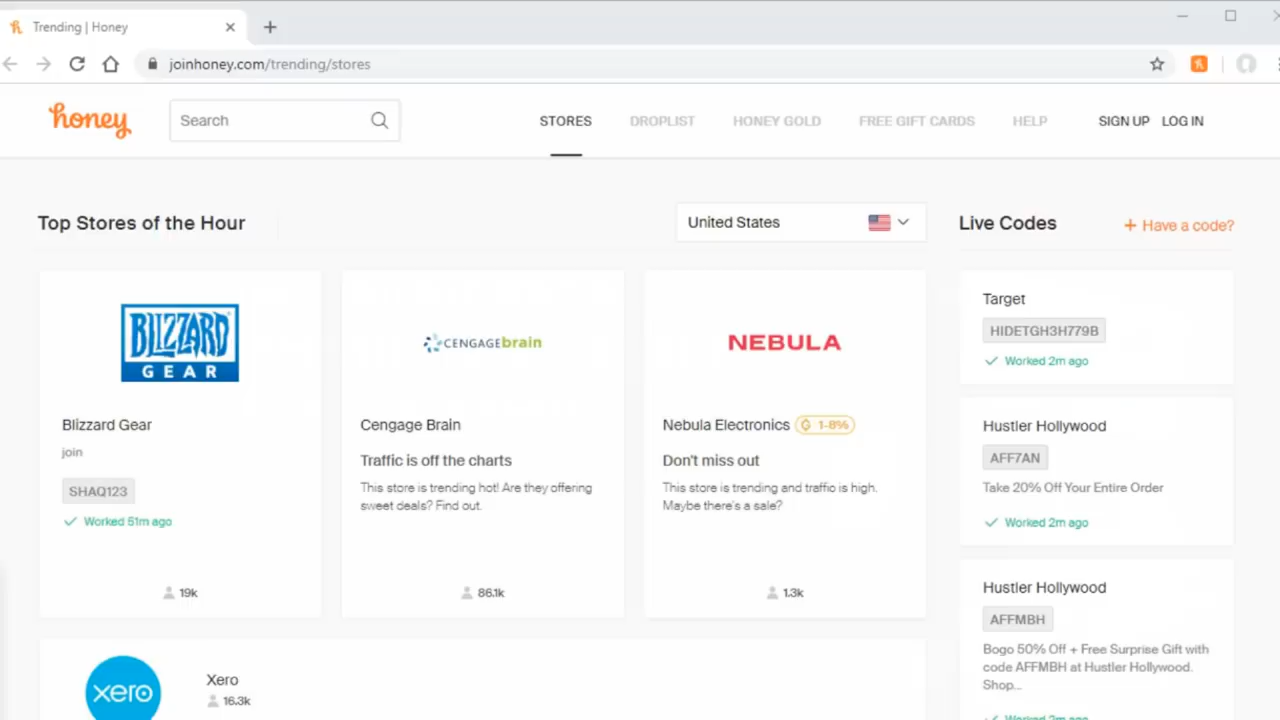 Trending | Honey
joinhoney.com/trending/stores
honey
Search
STORES
DROPLIST
HONEY GOLD
FREE GIFT CARDS
HELP
SIGN UP
LOG IN
Top Stores of the Hour
United States
BLIZZARD
GEAR
Blizzard Gear
join
SHAQ123
Worked 51m ago
19k
CENGAGEbrain
Cengage Brain
Traffic is off the charts
This store is trending hot! Are they offering
sweet deals? Find out.
86.1k
NEBULA
Nebula Electronics 1-8%
Don't miss out
This store is trending and traffic is high.
Maybe there's a sale?
1.3k
xero
Xero
16.3k
Live Codes
+ Have a code?
Target
HIDETGH3H779B
Worked 2m ago
Hustler Hollywood
AFF7AN
Take 20% Off Your Entire Order
Worked 2m ago
Hustler Hollywood
AFFMBH
Bogo 50% Off + Free Surprise Gift with
code AFFMBH at Hustler Hollywood.
Shop...
Worked 2m ago